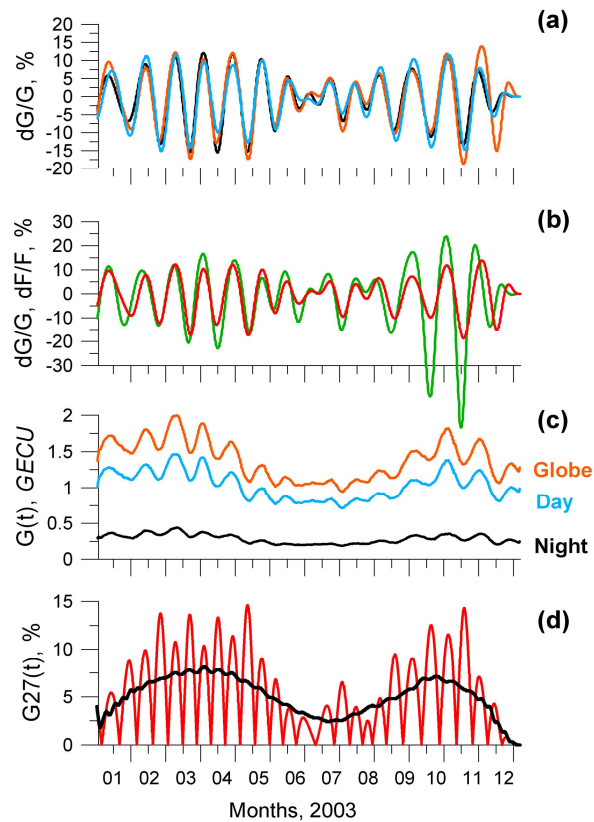 (a)
dG/G, %
20
15
10
5
0
-5
-10
-15
-20
(b)
dG/G, dF/F, %
30
20
10
0
-10
-20
-30
(c)
G(t), GECU
2
1.5
1
0.5
0
Globe
Day
Night
(d)
G27(t), %
15
10
5
0
01 02 03 04 05 06 07 08 09 10 11 12
Months, 2003